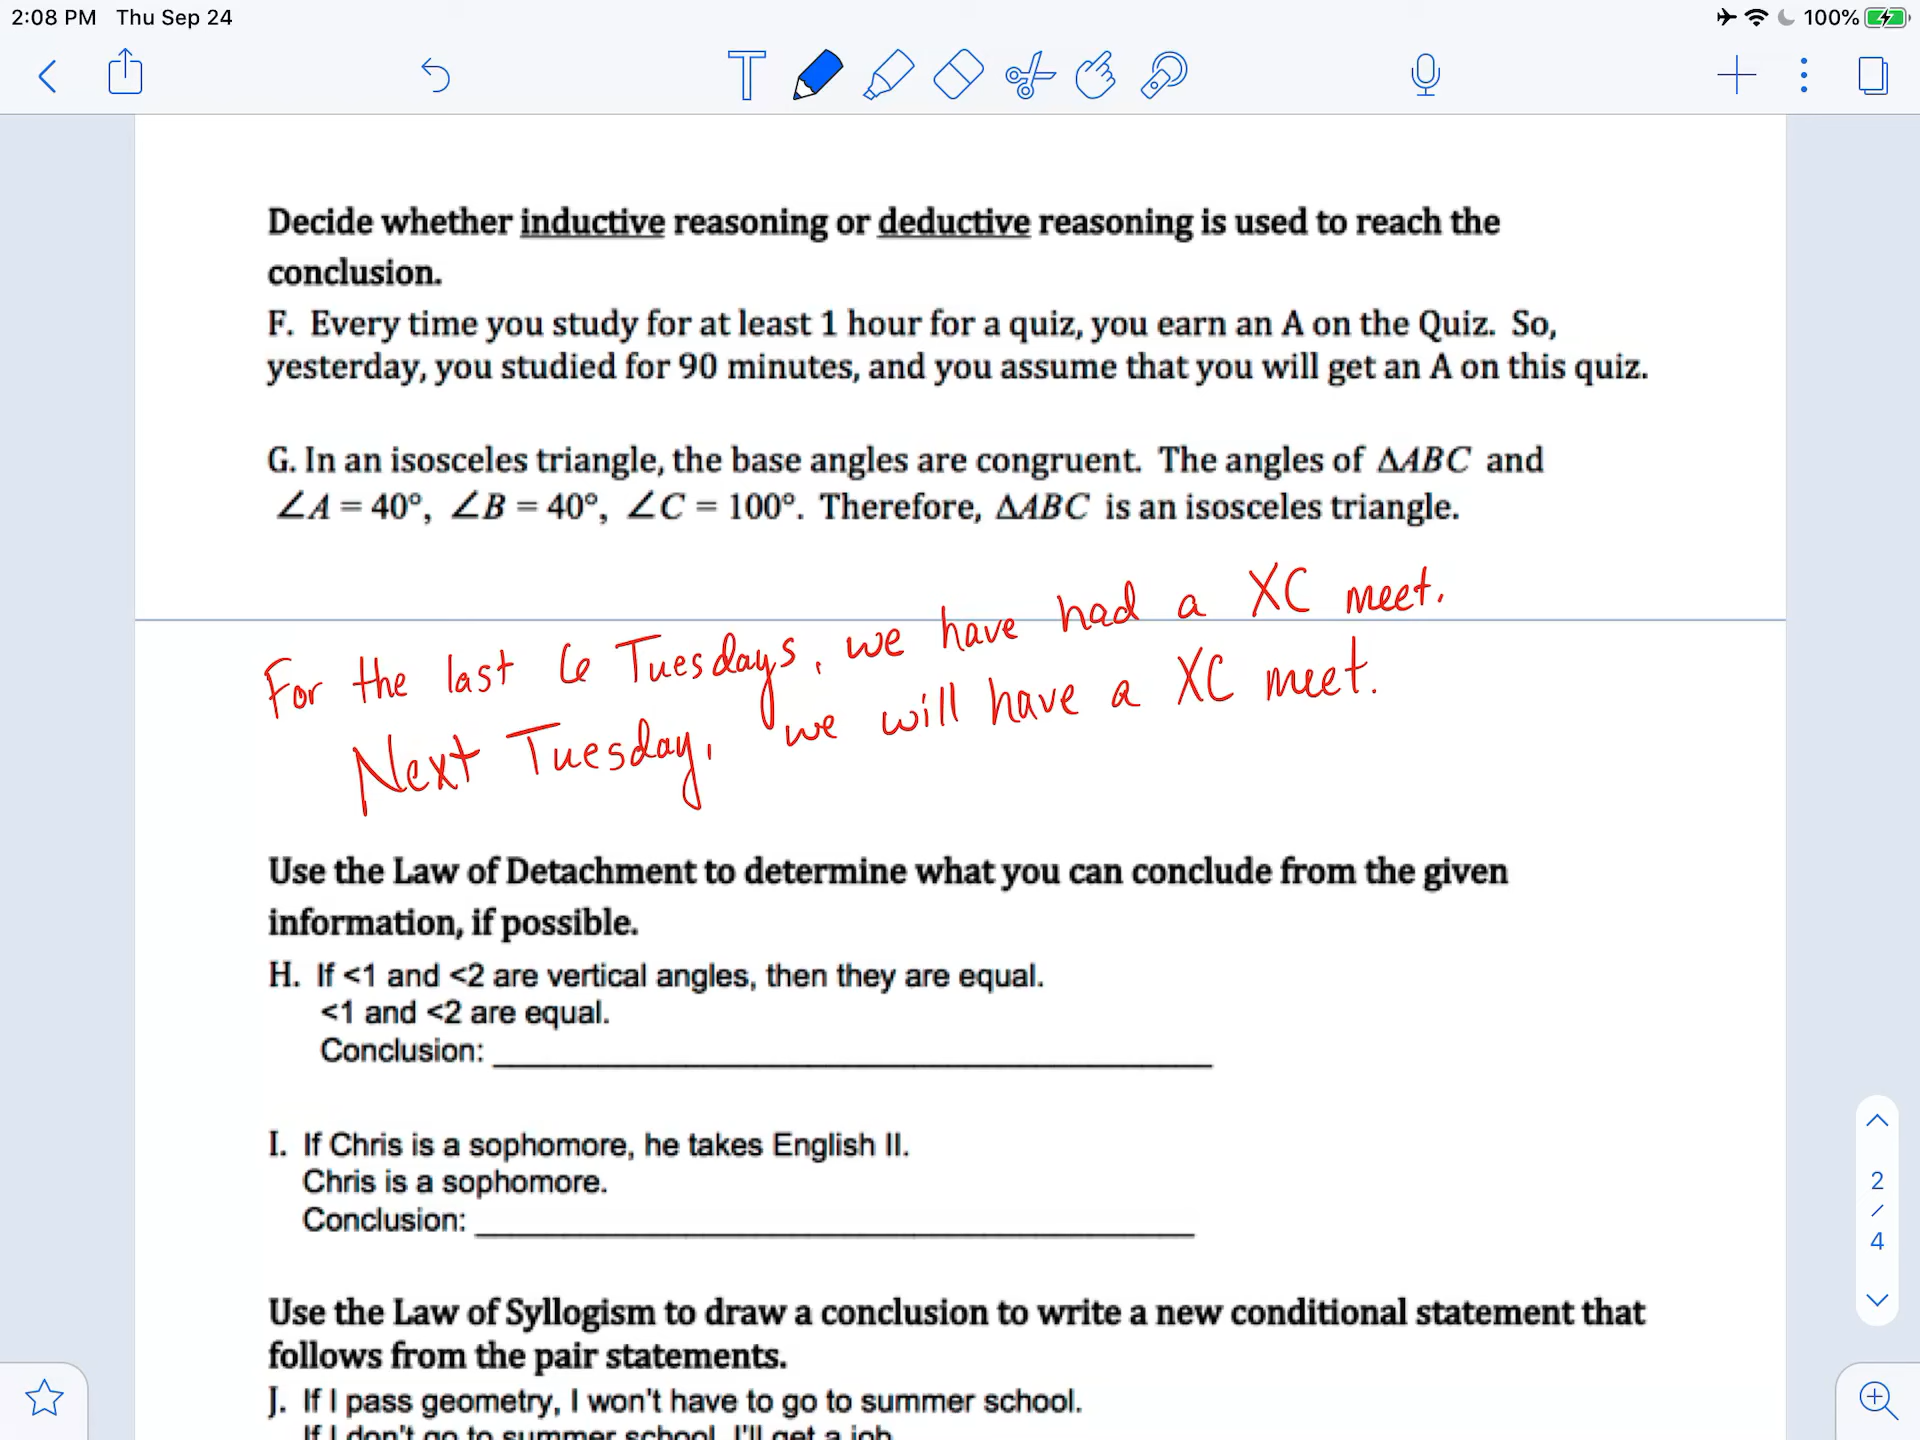 2:08 PM Thu Sep 24
100%
Decide whether inductive reasoning or deductive reasoning is used to reach the
conclusion.
F. Every time you study for at least 1 hour for a quiz, you earn an A on the Quiz. So,
yesterday, you studied for 90 minutes, and you assume that you will get an A on this quiz.
G. In an isosceles triangle, the base angles are congruent. The angles of ΔABC and
∠A = 40°, ∠B = 40°, ∠C = 100°. Therefore, ΔABC is an isosceles triangle.
For the last 6 Tuesdays, we have had a XC meet.
Next Tuesday, we will have a XC meet.
Use the Law of Detachment to determine what you can conclude from the given
information, if possible.
H. If <1 and <2 are vertical angles, then they are equal.
<1 and <2 are equal.
Conclusion:
I. If Chris is a sophomore, he takes English II.
Chris is a sophomore.
Conclusion:
Use the Law of Syllogism to draw a conclusion to write a new conditional statement that
follows from the pair statements.
J. If I pass geometry, I won't have to go to summer school.
If I don't go to summer school, I'll get a job
2
/
4